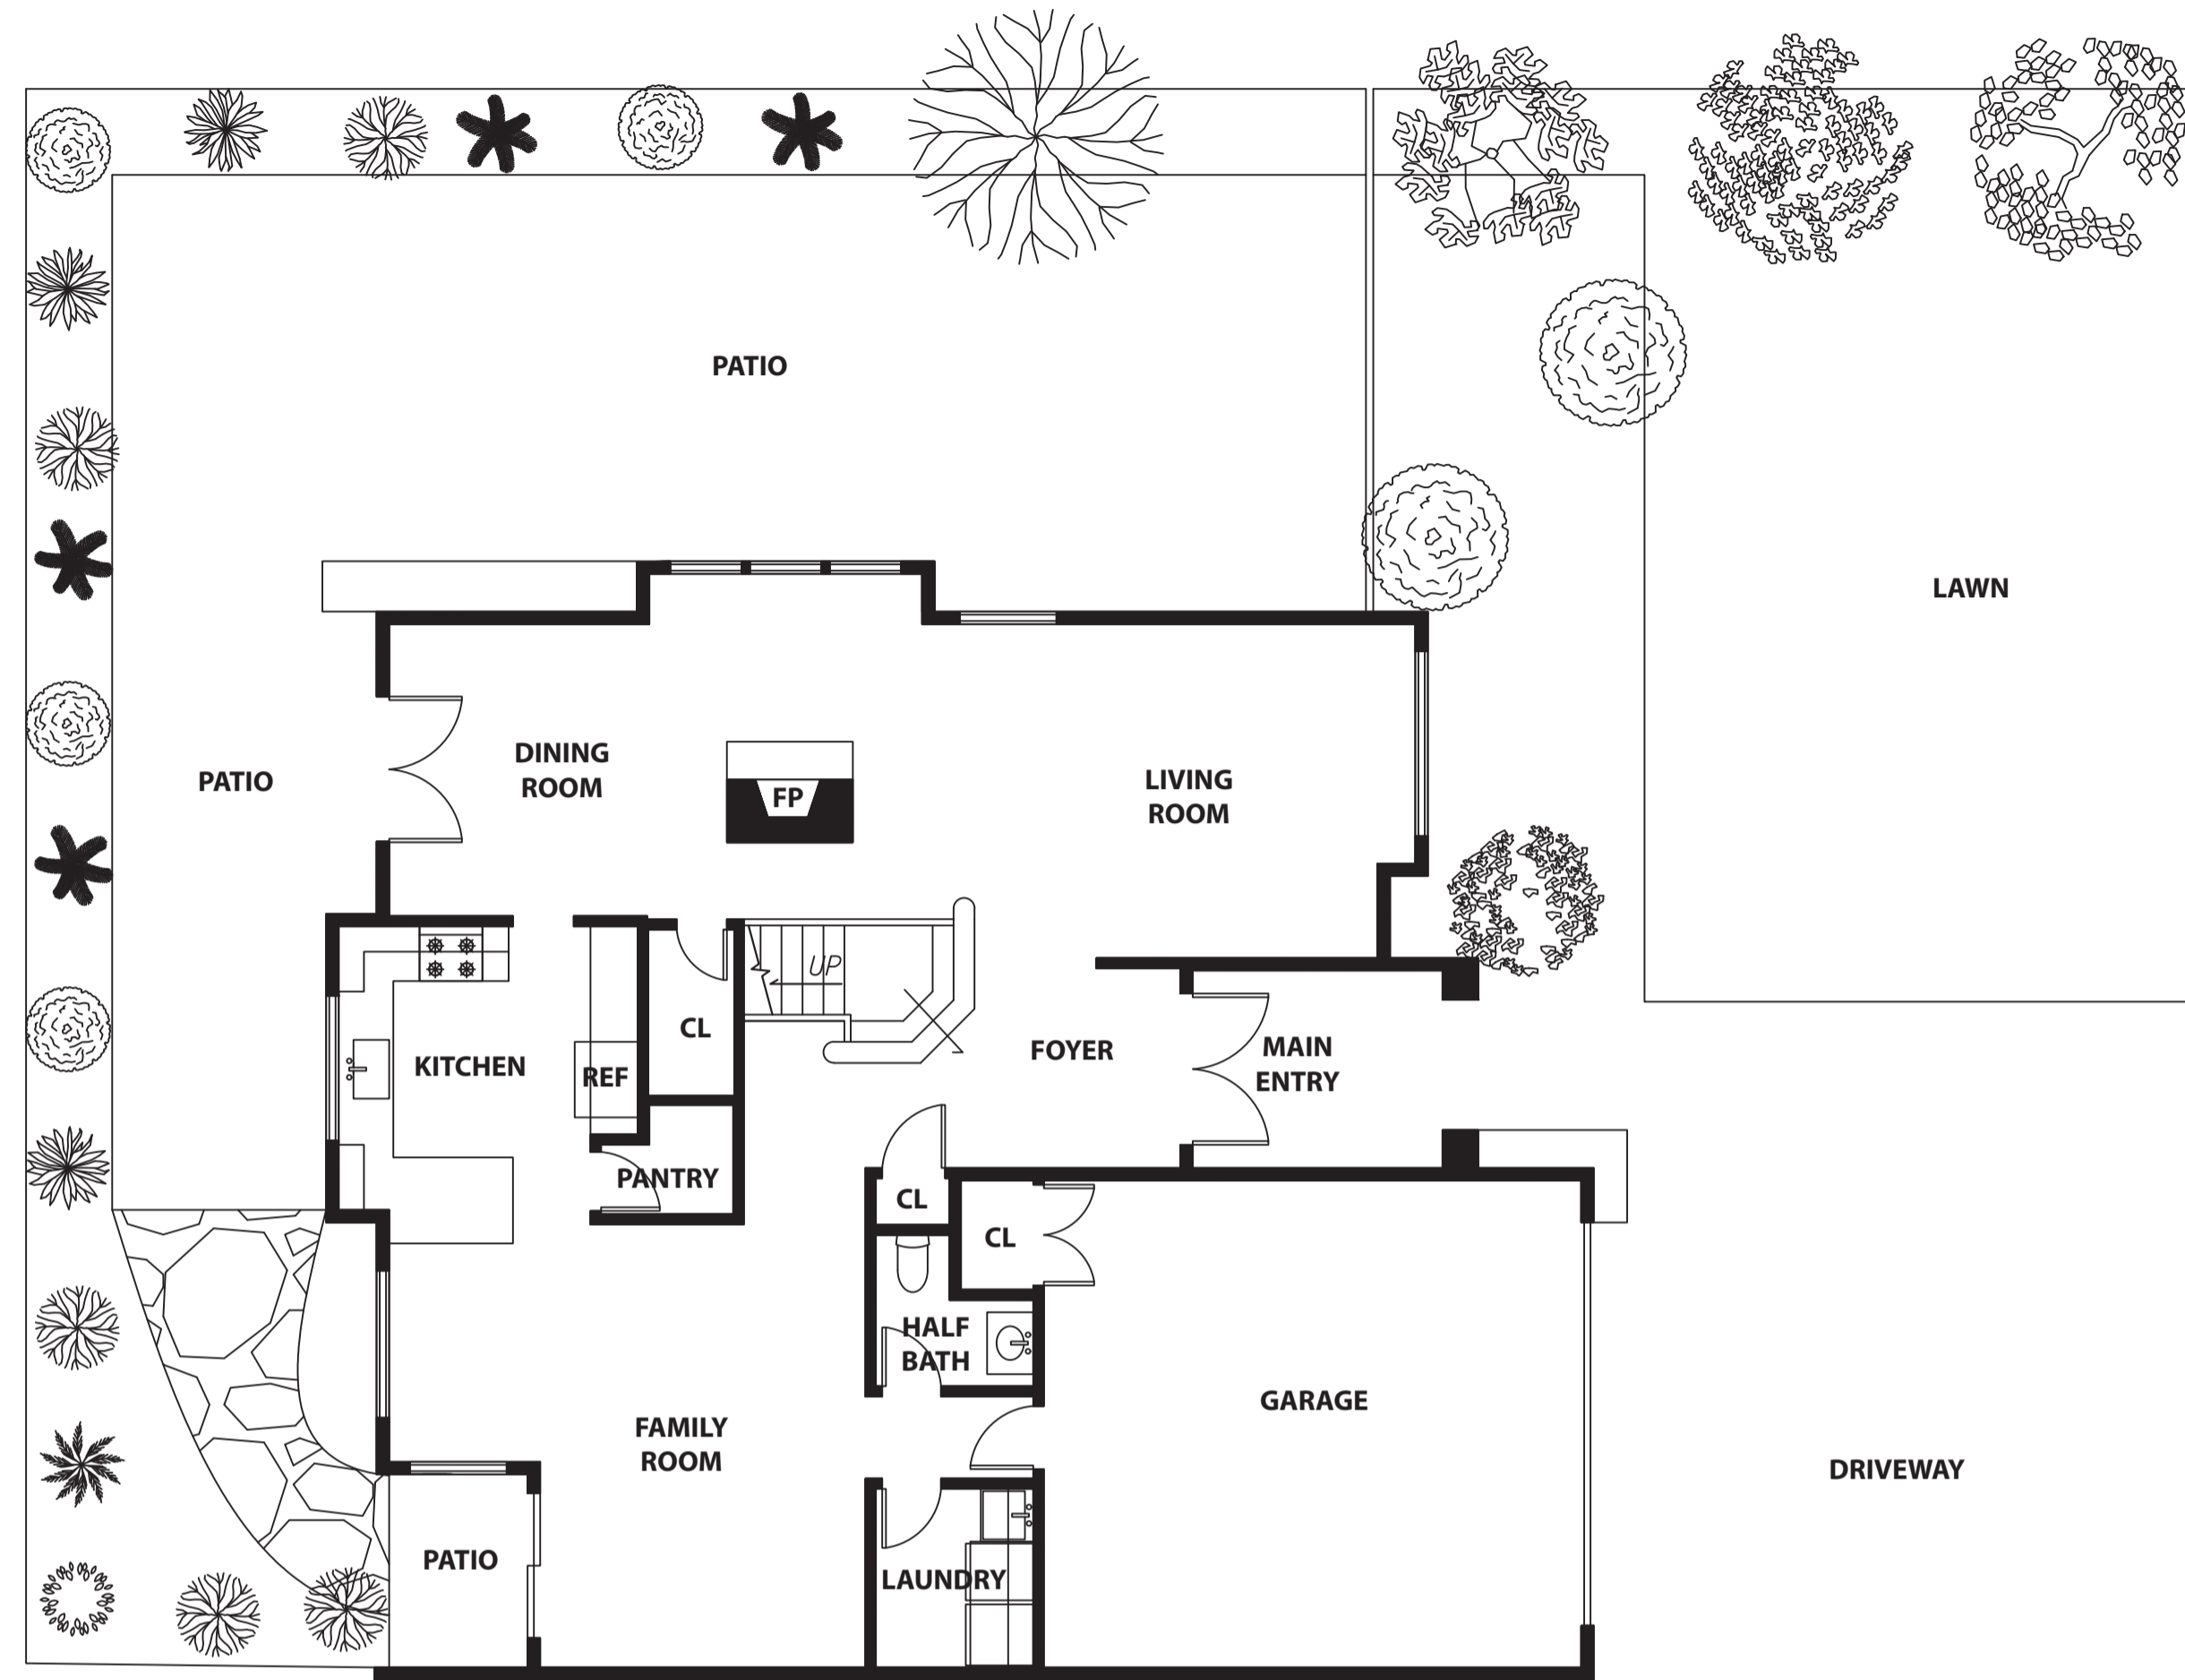 PATIO
LAWN
PATIO
DINING
ROOM
FP
LIVING
ROOM
UP
CL
KITCHEN
REF
FOYER
MAIN
ENTRY
PANTRY
CL
CL
HALF
BATH
GARAGE
FAMILY
ROOM
DRIVEWAY
PATIO
LAUNDRY